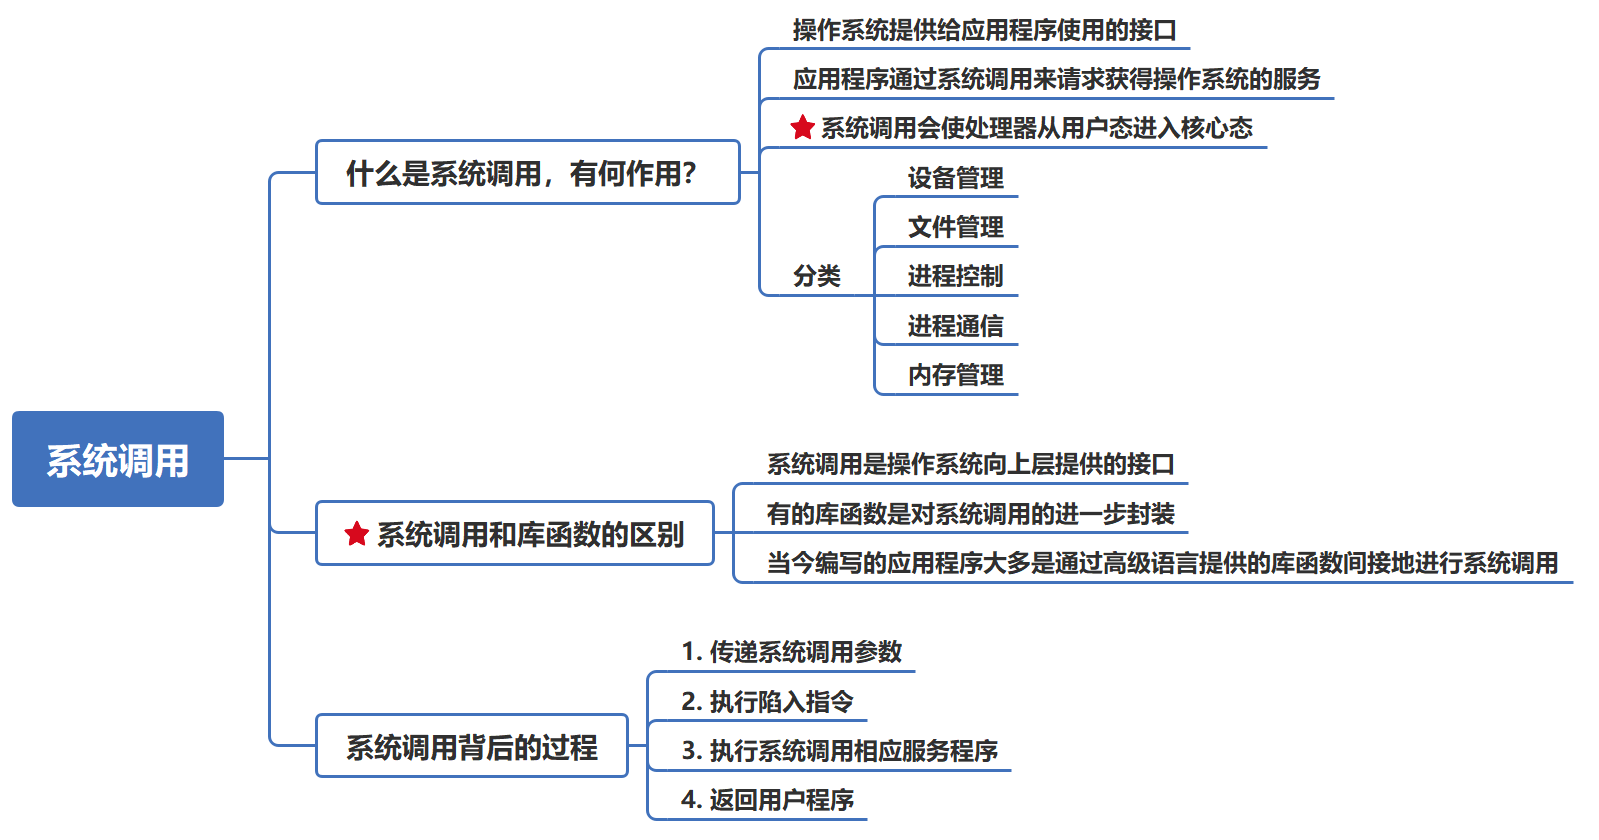 系统调用
什么是系统调用，有何作用？
操作系统提供给应用程序使用的接口
应用程序通过系统调用来请求获得操作系统的服务
系统调用会使处理器从用户态进入核心态
分类
设备管理
文件管理
进程控制
进程通信
内存管理
系统调用和库函数的区别
系统调用是操作系统向上层提供的接口
有的库函数是对系统调用的进一步封装
当今编写的应用程序大多是通过高级语言提供的库函数间接地进行系统调用
系统调用背后的过程
1. 传递系统调用参数
2. 执行陷入指令
3. 执行系统调用相应服务程序
4. 返回用户程序